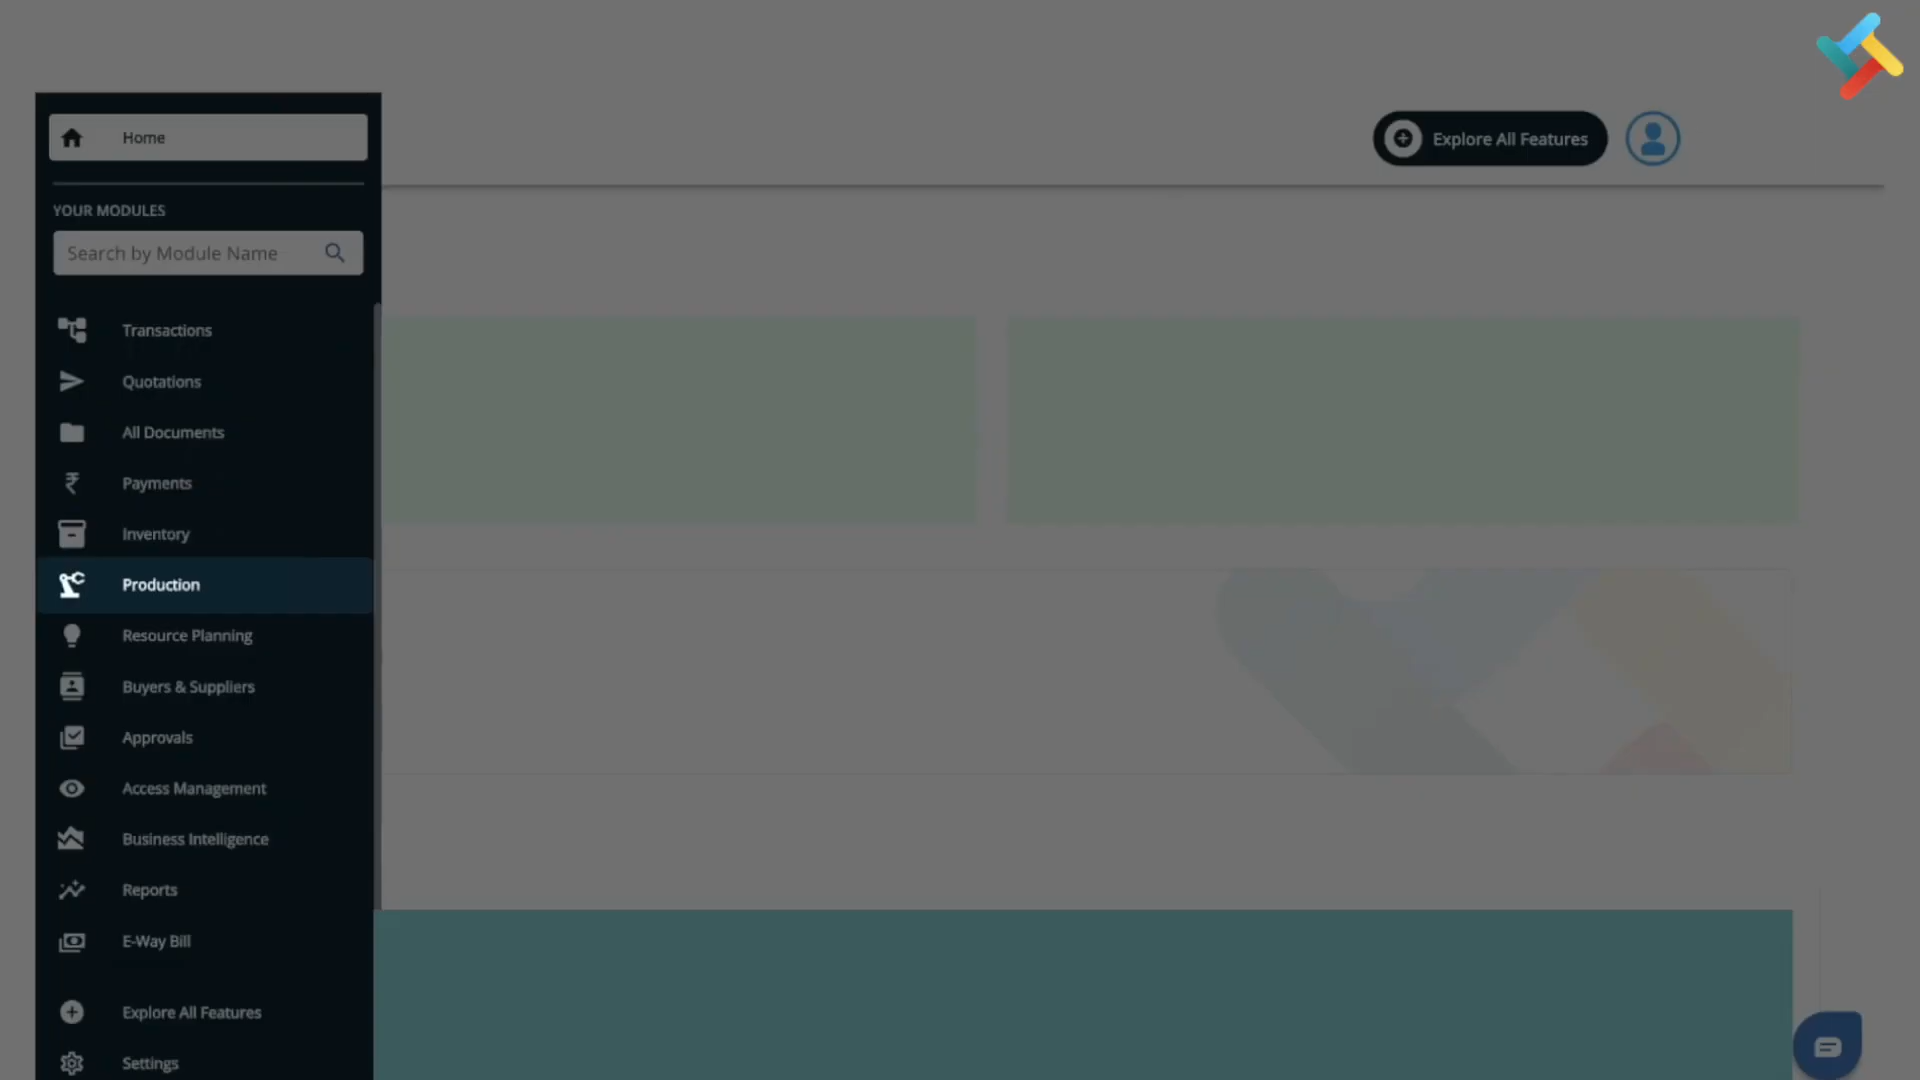 Home
Explore All Features
YOUR MODULES
Search by Module Name
Transactions
Quotations
All Documents
Payments
Inventory
Production
Resource Planning
Buyers & Suppliers
Approvals
Access Management
Business Intelligence
Reports
E-Way Bill
Explore All Features
Settings